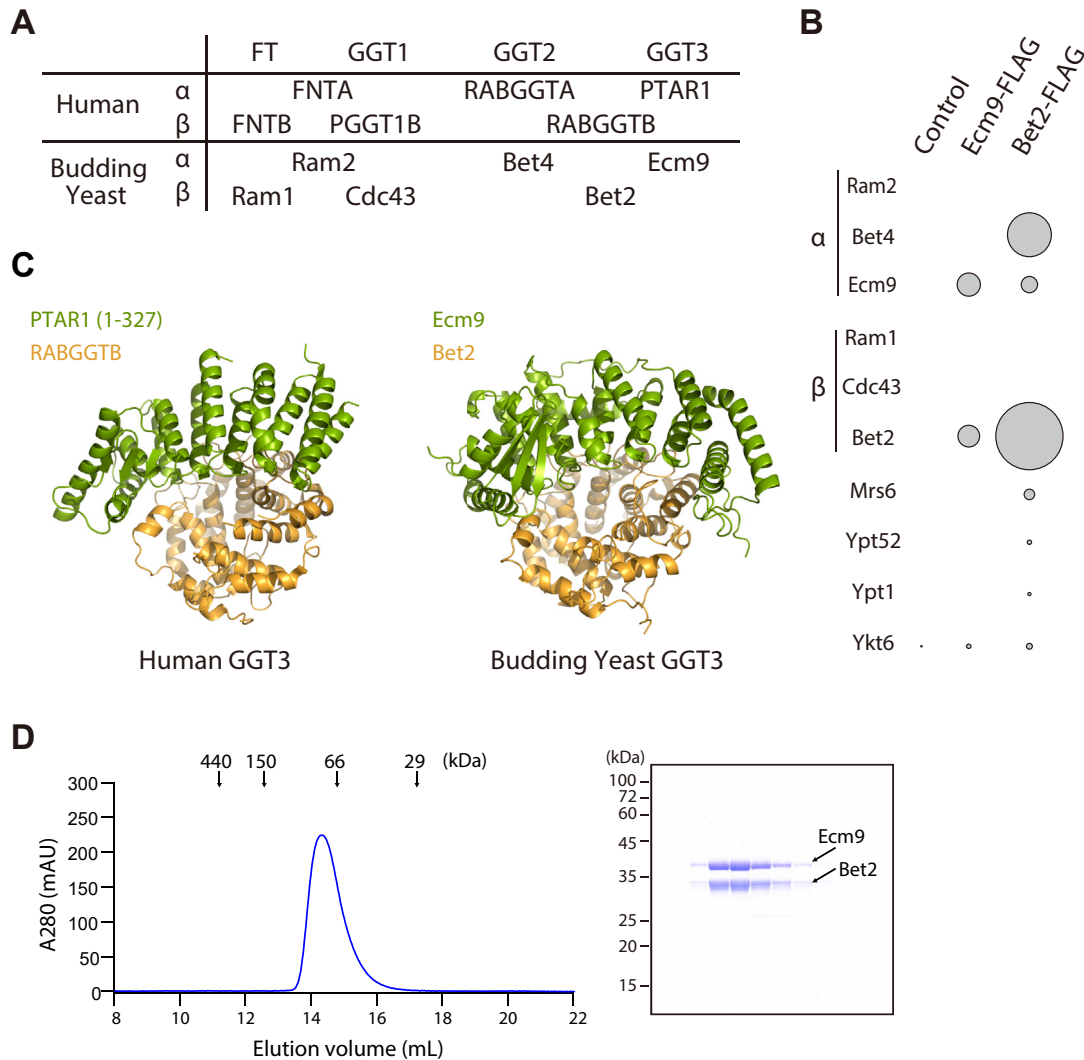 A
FT GGT1 GGT2 GGT3
Human α FNTA RABGGTA PTAR1
β FNTB PGGT1B RABGGTB
Budding Yeast α Ram2 Bet4 Ecm9
β Ram1 Cdc43 Bet2
B
Control
Ecm9-FLAG
Bet2-FLAG
α
Ram2
Bet4
Ecm9
β
Ram1
Cdc43
Bet2
Mrs6
Ypt52
Ypt1
Ykt6
C
PTAR1 (1-327)
RABGGTB
Human GGT3
Ecm9
Bet2
Budding Yeast GGT3
D
440 150 66 29 (kDa)
A280 (mAU)
300
250
200
150
100
50
0
8 10 12 14 16 18 20 22
Elution volume (mL)
(kDa)
100
72
60
45
35
25
20
15
Ecm9
Bet2